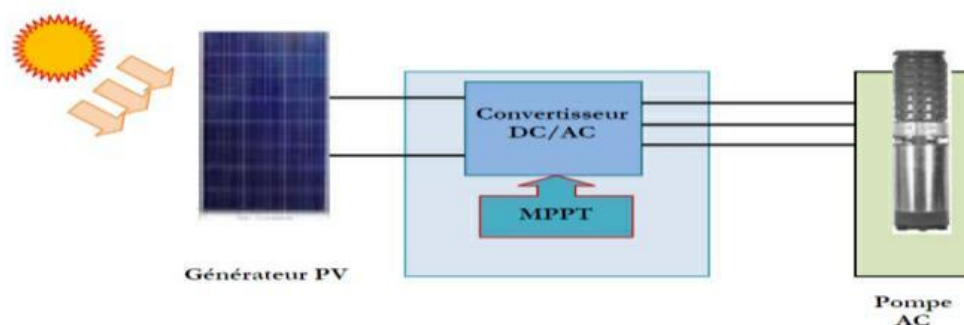 Convertisseur
DC/AC
MPPT
Générateur PV
Pompe
AC